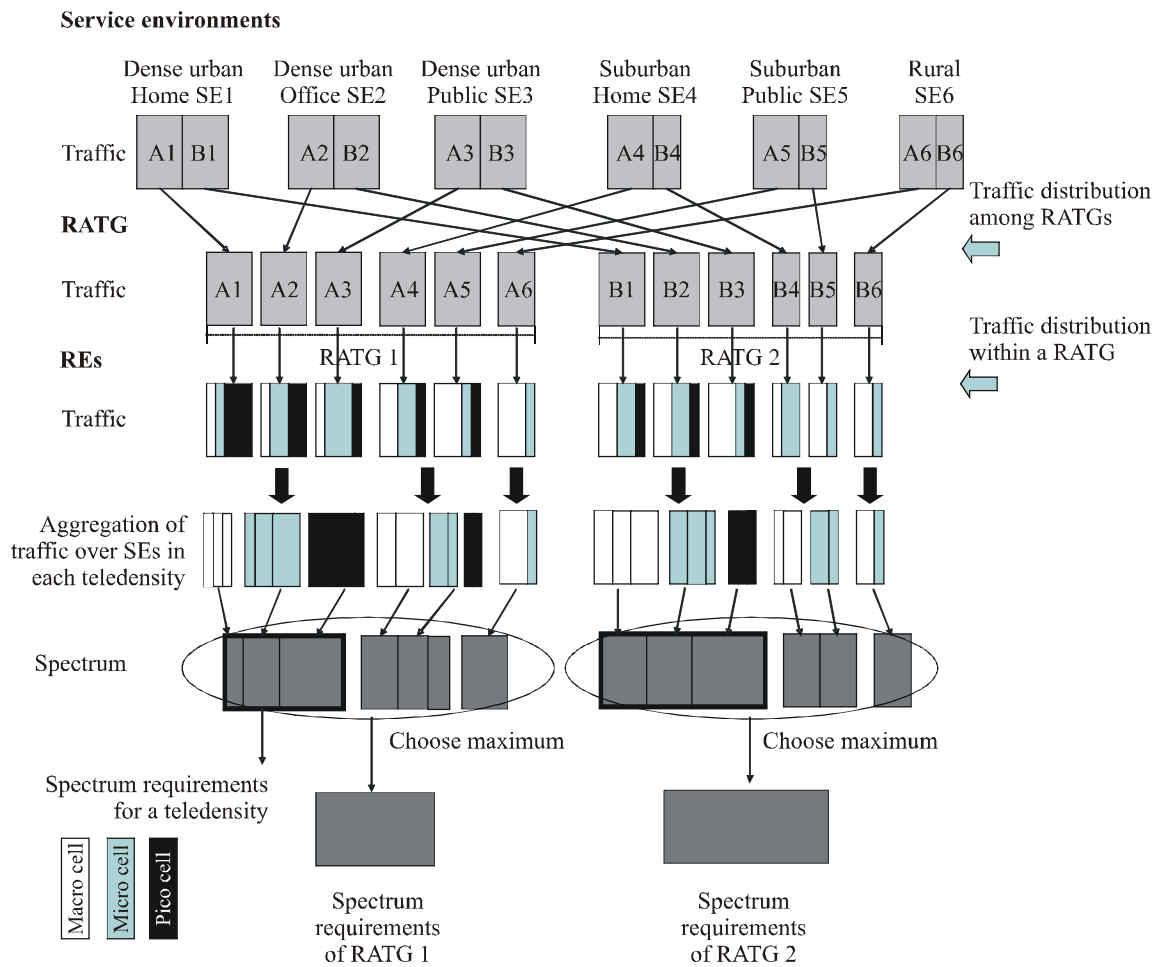 Service environments
Dense urban
Home SE1
Dense urban
Office SE2
Dense urban
Public SE3
Suburban
Home SE4
Suburban
Public SE5
Rural
SE6
Traffic
A1 B1
A2 B2
A3 B3
A4 B4
A5 B5
A6 B6
Traffic distribution
among RATGs
RATG
Traffic
A1
A2
A3
A4
A5
A6
B1
B2
B3
B4
B5
B6
RATG 1
RATG 2
Traffic distribution
within a RATG
REs
Traffic
Aggregation of
traffic over SEs in
each teledensity
Spectrum
Choose maximum
Choose maximum
Spectrum requirements
for a teledensity
Macro cell
Micro cell
Pico cell
Spectrum
requirements
of RATG 1
Spectrum
requirements
of RATG 2